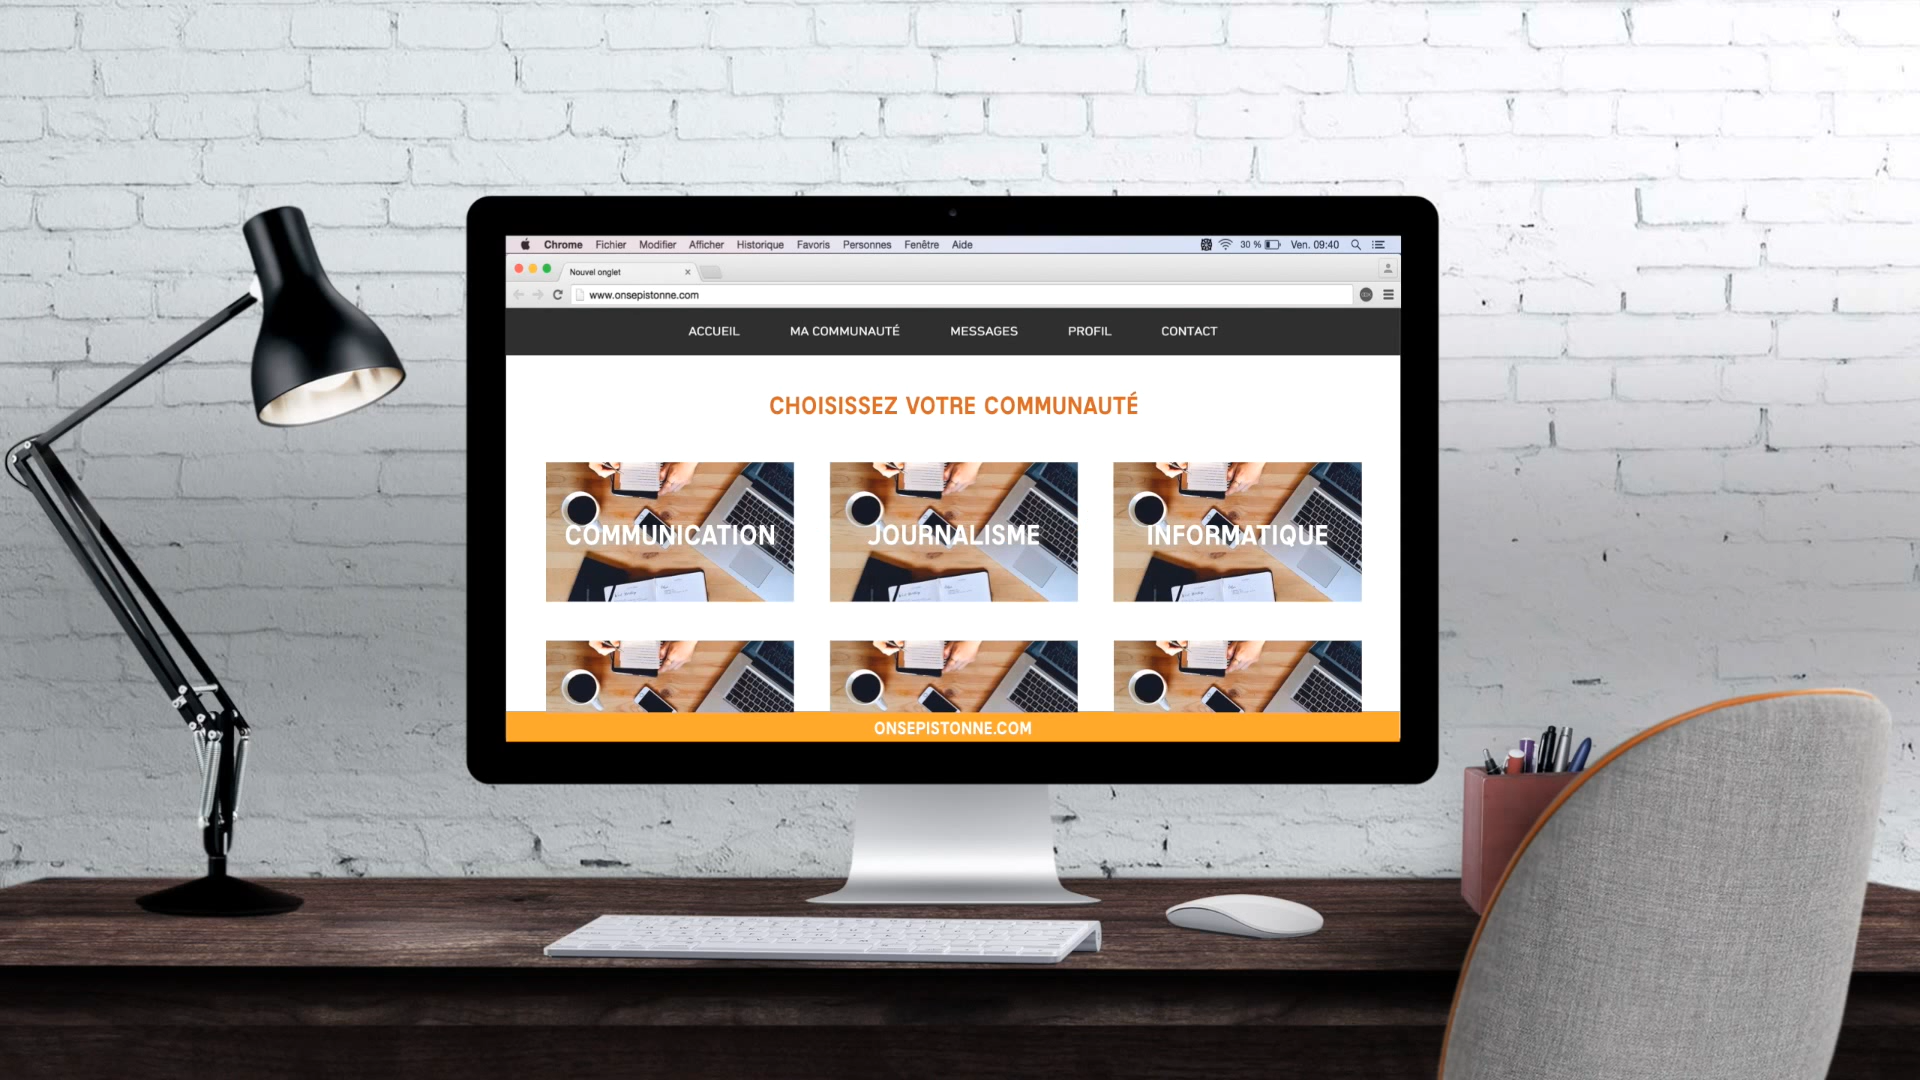 Chrome Fichier Modifier Afficher Historique Favoris Personnes Fenêtre Aide 30 % Ven. 09:40
Nouvel onglet
www.onsepistonne.com
ACCUEIL MA COMMUNAUTÉ MESSAGES PROFIL CONTACT
CHOISISSEZ VOTRE COMMUNAUTÉ
COMMUNICATION JOURNALISME INFORMATIQUE
ONSEPISTONNE.COM